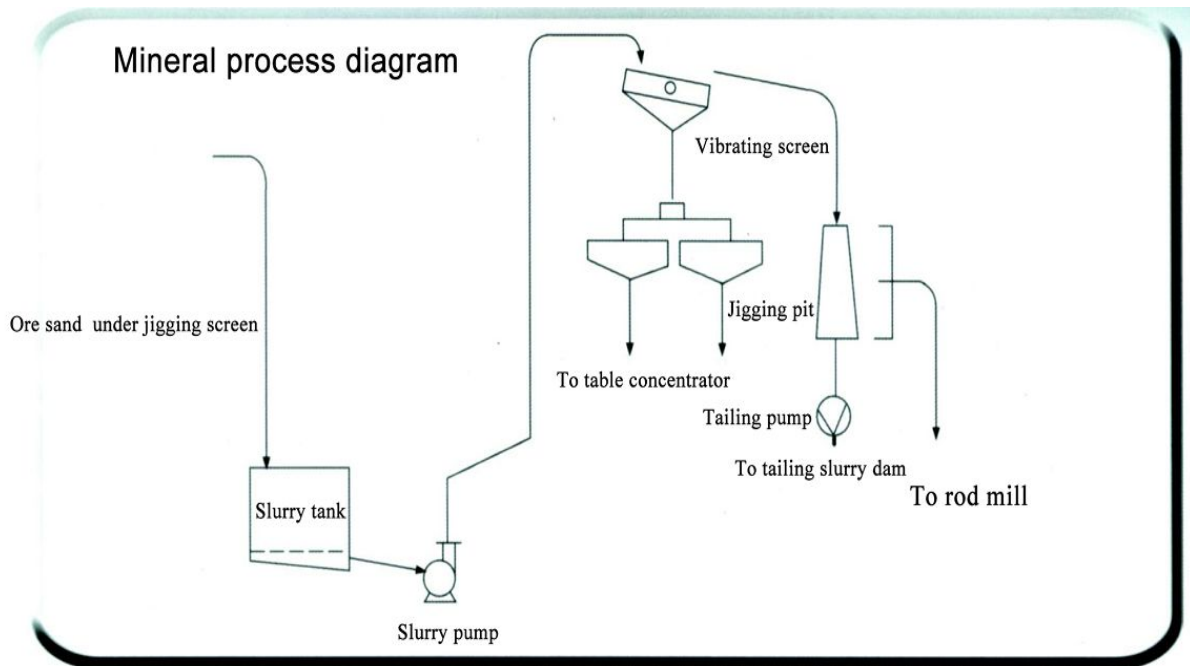 Mineral process diagram
Vibrating screen
Ore sand under jigging screen
Jigging pit
To table concentrator
Tailing pump
To tailing slurry dam
To rod mill
Slurry tank
Slurry pump